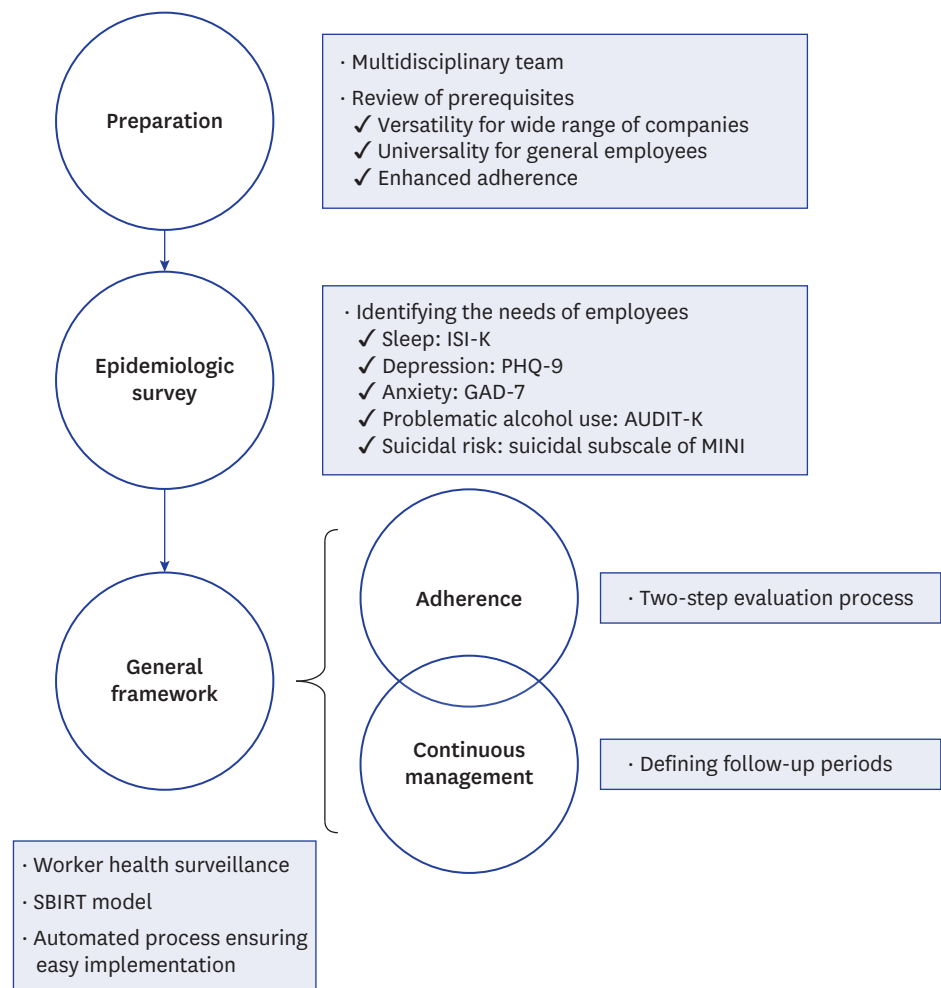 Preparation
· Multidisciplinary team
· Review of prerequisites
✓ Versatility for wide range of companies
✓ Universality for general employees
✓ Enhanced adherence
Epidemiologic
survey
· Identifying the needs of employees
✓ Sleep: ISI-K
✓ Depression: PHQ-9
✓ Anxiety: GAD-7
✓ Problematic alcohol use: AUDIT-K
✓ Suicidal risk: suicidal subscale of MINI
General
framework
Adherence
· Two-step evaluation process
Continuous
management
· Defining follow-up periods
· Worker health surveillance
· SBIRT model
· Automated process ensuring
easy implementation